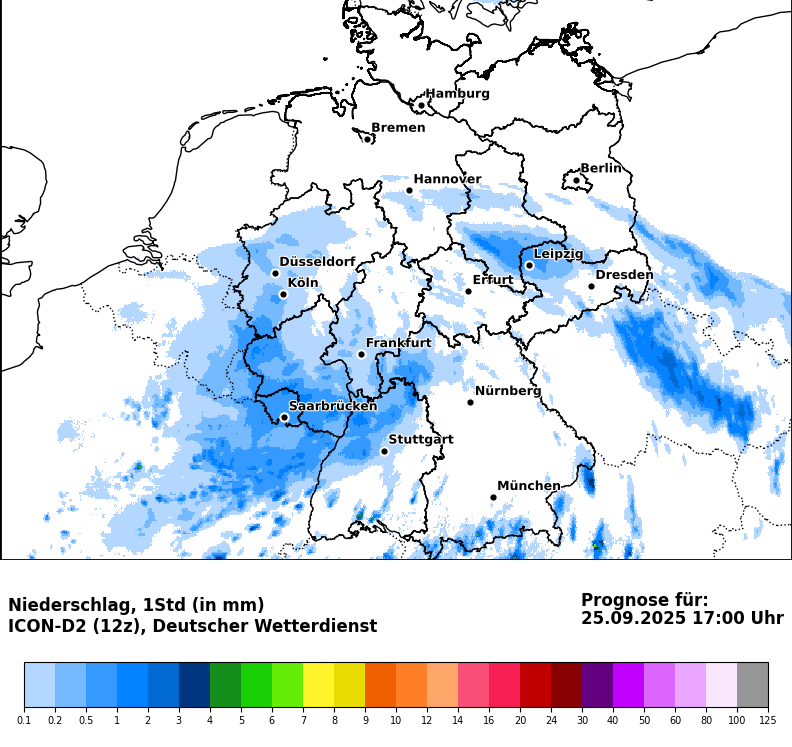 Hamburg
Bremen
Berlin
Hannover
Leipzig
Düsseldorf
Dresden
Erfurt
Köln
Frankfurt
Nürnberg
Saarbrücken
Stuttgart
München
Niederschlag, 1Std (in mm)
ICON-D2 (12z), Deutscher Wetterdienst
Prognose für:
25.09.2025 17:00 Uhr
0.1 0.2 0.5 1 2 3 4 5 6 7 8 9 10 12 14 16 20 24 30 40 50 60 80 100 125